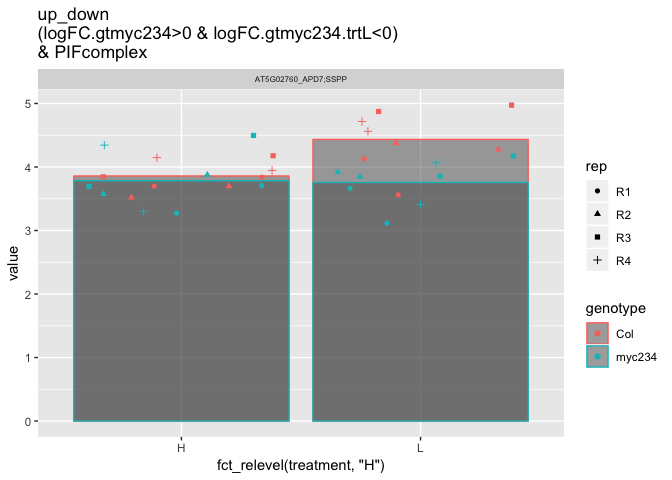 up_down
(logFC.gtmyc234>0 & logFC.gtmyc234.trtL<0)
& PIFcomplex
AT5G02760_APD7;SSPP
5
4
3
2
1
0
value
H
L
fct_relevel(treatment, "H")
rep
R1
R2
R3
R4
genotype
Col
myc234